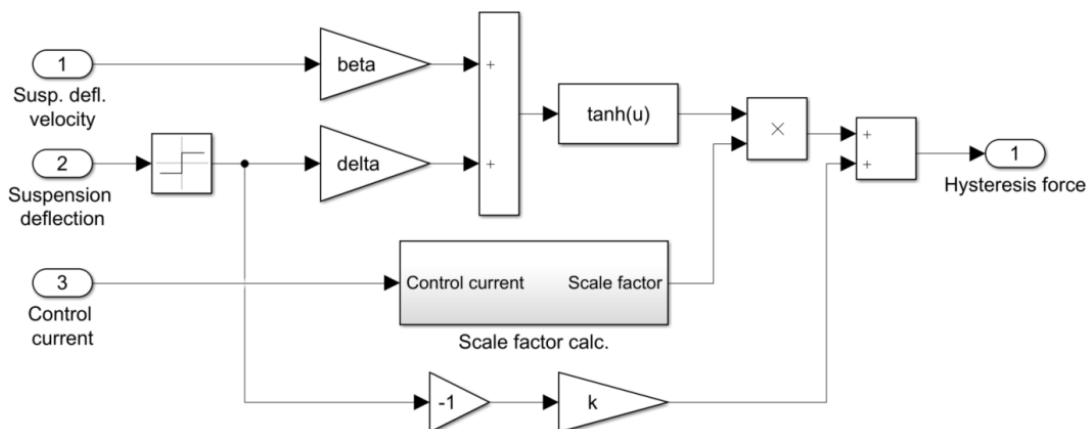 1
Susp. defl.
velocity
beta
+
2
Suspension
deflection
delta
+
tanh(u)
×
+
+
1
Hysteresis force
3
Control
current
Control current
Scale factor
Scale factor calc.
-1
k